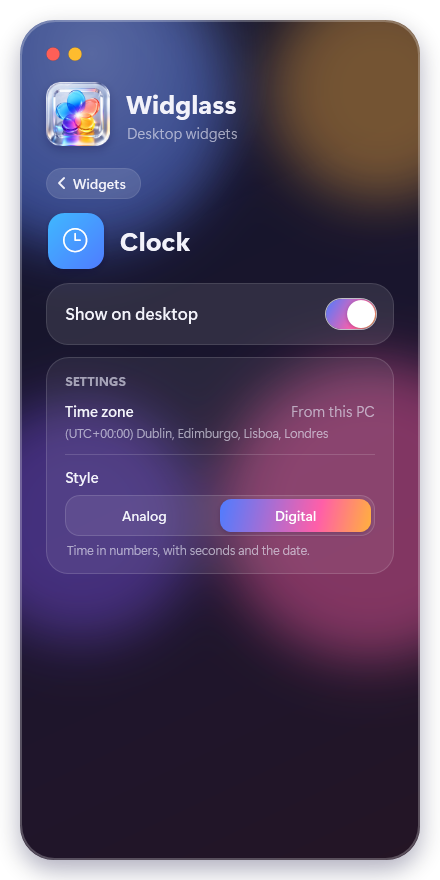 Widglass
Desktop widgets
Widgets
Clock
Show on desktop
SETTINGS
Time zone From this PC
(UTC+00:00) Dublin, Edimburgo, Lisboa, Londres
Style
Analog Digital
Time in numbers, with seconds and the date.